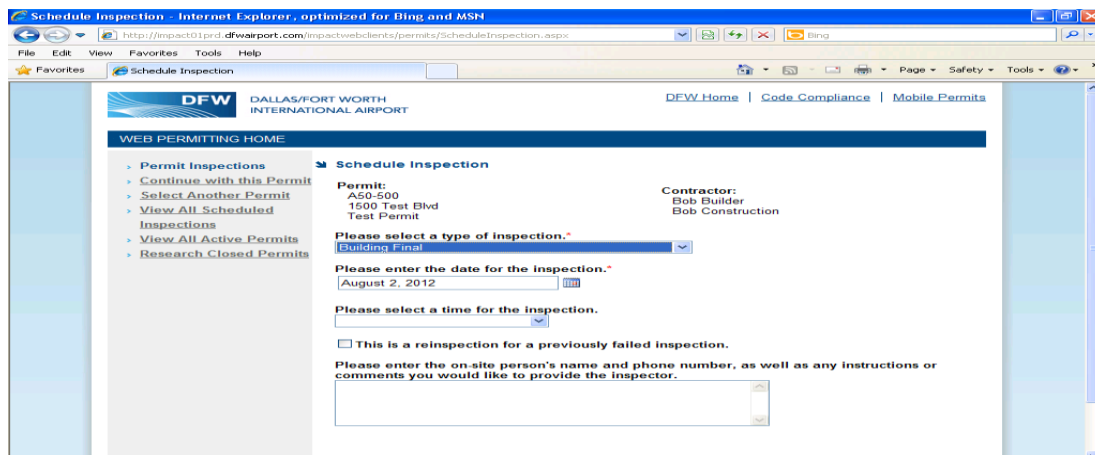 Schedule Inspection - Internet Explorer, optimized for Bing and MSN
http://impact01prd.dfwairport.com/impactwebclients/permits/ScheduleInspection.aspx
Bing
File Edit View Favorites Tools Help
Favorites Schedule Inspection Page Safety Tools
DFW DALLAS/FORT WORTH
INTERNATIONAL AIRPORT
DFW Home | Code Compliance | Mobile Permits
WEB PERMITTING HOME
Permit Inspections
Continue with this Permit
Select Another Permit
View All Scheduled
Inspections
View All Active Permits
Research Closed Permits
Schedule Inspection
Permit:
A50-500
1500 Test Blvd
Test Permit
Contractor:
Bob Builder
Bob Construction
Please select a type of inspection.*
Building Final
Please enter the date for the inspection.*
August 2, 2012
Please select a time for the inspection.
This is a reinspection for a previously failed inspection.
Please enter the on-site person's name and phone number, as well as any instructions or
comments you would like to provide the inspector.